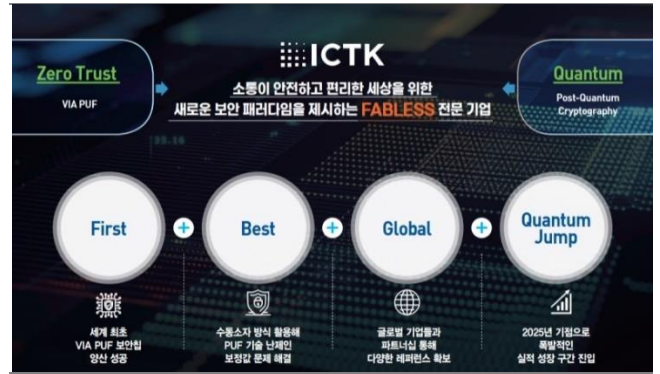 ICTK
Zero Trust
VIA PUF
소통이 안전하고 편리한 세상을 위한
새로운 보안 패러다임을 제시하는 FABLESS 전문 기업
Quantum
Post-Quantum
Cryptography
First
+
Best
+
Global
+
Quantum
Jump
세계 최초
VIA PUF 보안칩
양산 성공
수동소자 방식 활용해
PUF 기술 난제인
보정값 문제 해결
글로벌 기업들과
파트너십 통해
다양한 레퍼런스 확보
2025년 기점으로
폭발적인
실적 성장 구간 진입